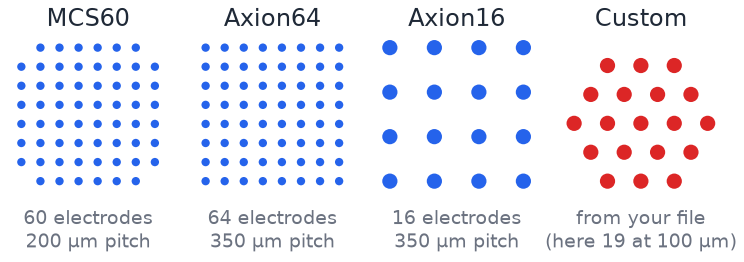 MCS60
Axion64
Axion16
Custom
60 electrodes
200 µm pitch
64 electrodes
350 µm pitch
16 electrodes
350 µm pitch
from your file
(here 19 at 100 µm)